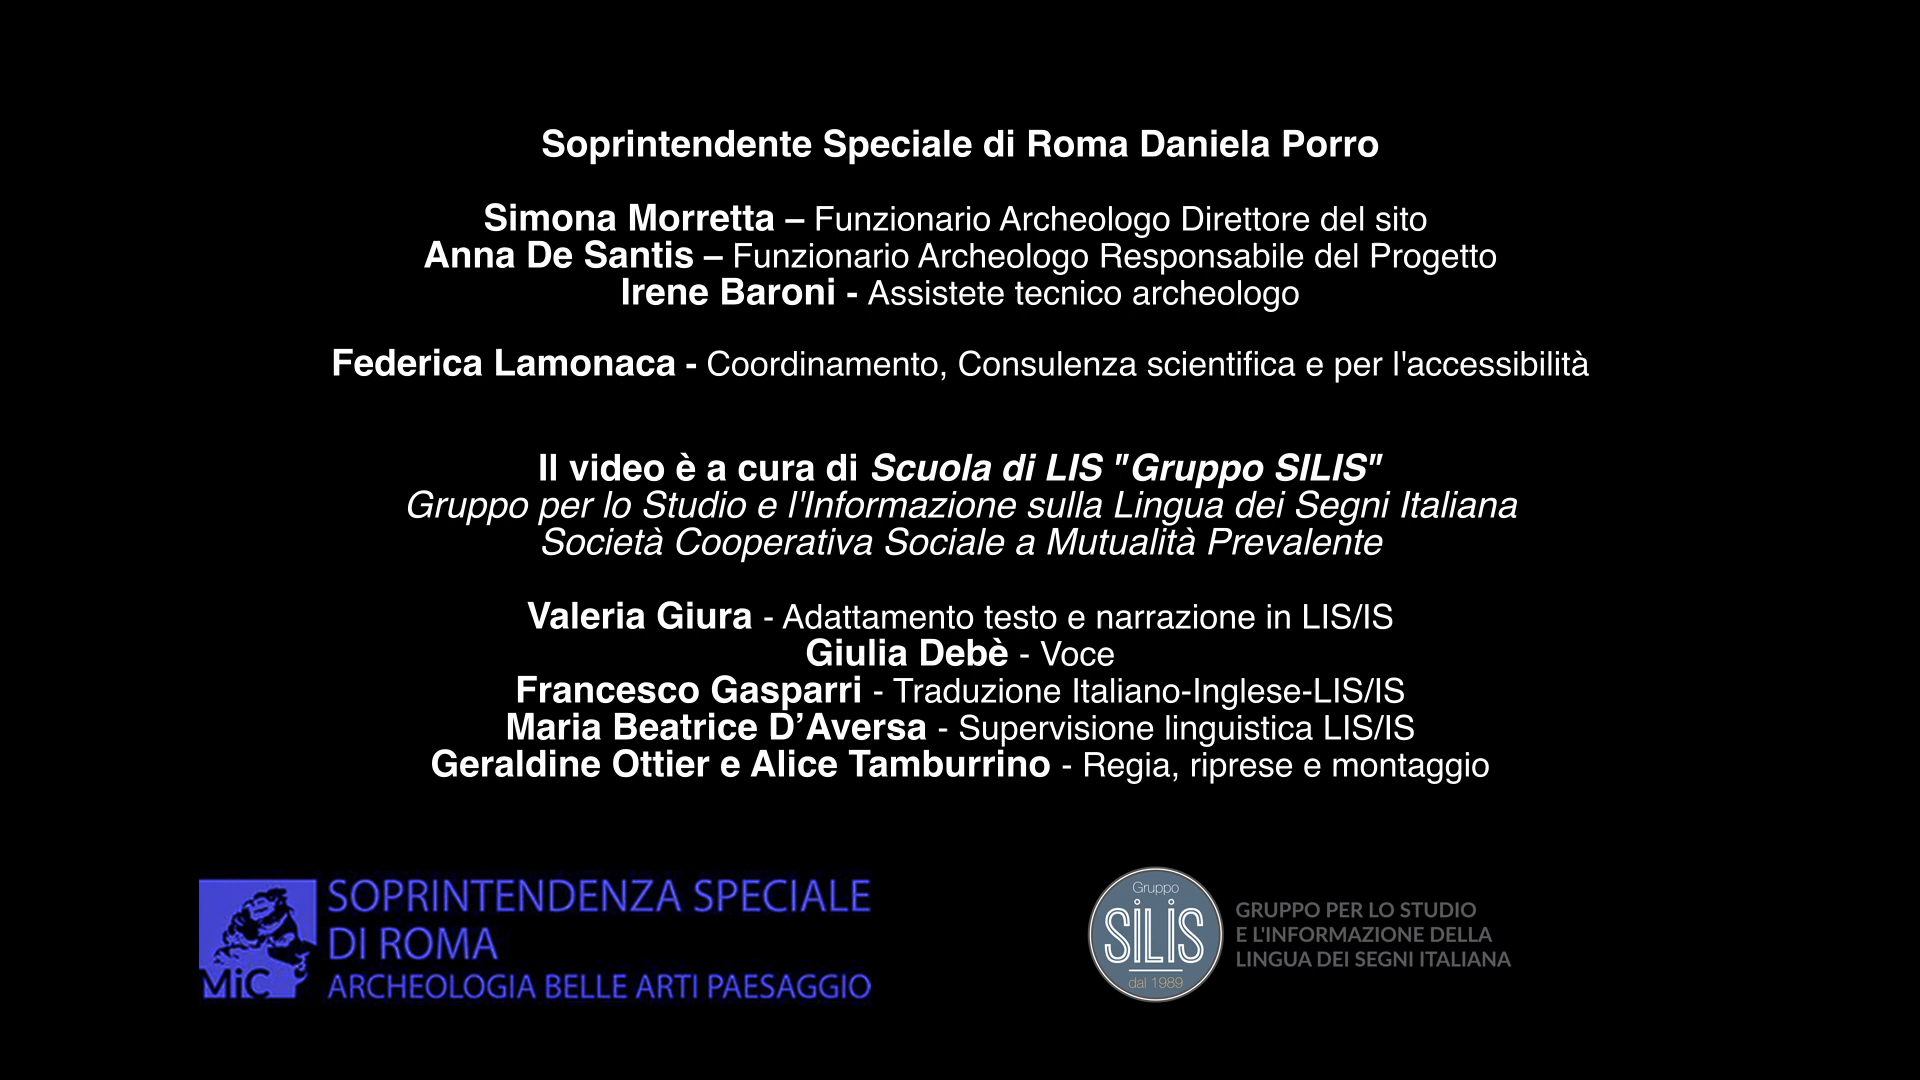 Soprintendente Speciale di Roma Daniela Porro
Simona Morretta – Funzionario Archeologo Direttore del sito
Anna De Santis – Funzionario Archeologo Responsabile del Progetto
Irene Baroni - Assistete tecnico archeologo
Federica Lamonaca - Coordinamento, Consulenza scientifica e per l'accessibilità
Il video è a cura di Scuola di LIS "Gruppo SILIS"
Gruppo per lo Studio e l'Informazione sulla Lingua dei Segni Italiana
Società Cooperativa Sociale a Mutualità Prevalente
Valeria Giura - Adattamento testo e narrazione in LIS/IS
Giulia Debè - Voce
Francesco Gasparri - Traduzione Italiano-Inglese-LIS/IS
Maria Beatrice D’Aversa - Supervisione linguistica LIS/IS
Geraldine Ottier e Alice Tamburrino - Regia, riprese e montaggio
MiC
SOPRINTENDENZA SPECIALE
DI ROMA
ARCHEOLOGIA BELLE ARTI PAESAGGIO
Gruppo
SILIS
dal 1989
GRUPPO PER LO STUDIO
E L'INFORMAZIONE DELLA
LINGUA DEI SEGNI ITALIANA